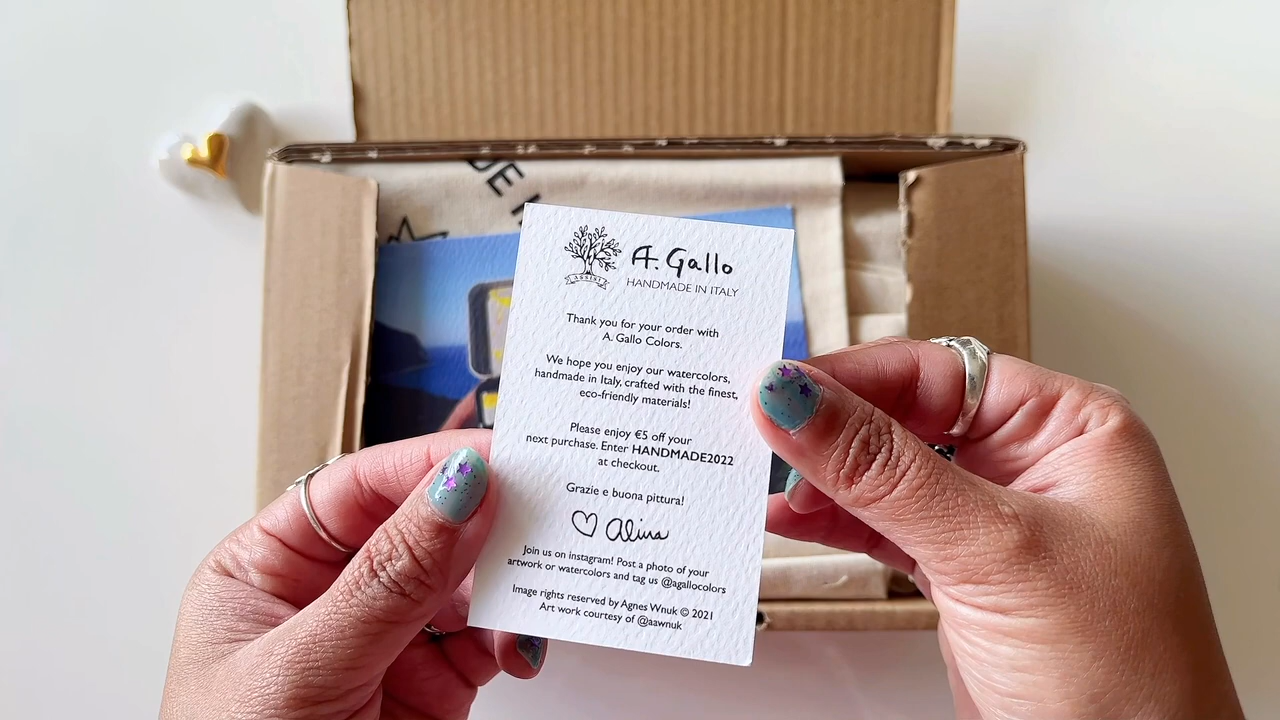 DE
A. Gallo
ASSISI
HANDMADE IN ITALY
Thank you for your order with
A. Gallo Colors.
We hope you enjoy our watercolors,
handmade in Italy, crafted with the finest,
eco-friendly materials!
Please enjoy €5 off your
next purchase. Enter HANDMADE2022
at checkout.
Grazie e buona pittura!
Alina
Join us on instagram! Post a photo of your
artwork or watercolors and tag us @agallocolors
Image rights reserved by Agnes Wnuk © 2021
Art work courtesy of @aawnuk